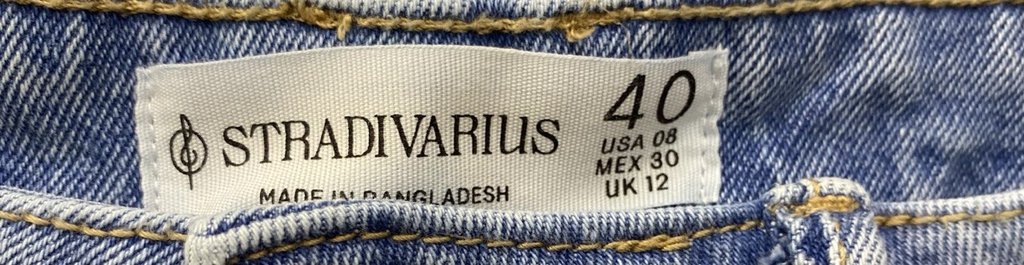 STRADIVARIUS
MADE IN BANGLADESH
40
USA 08
MEX 30
UK 12